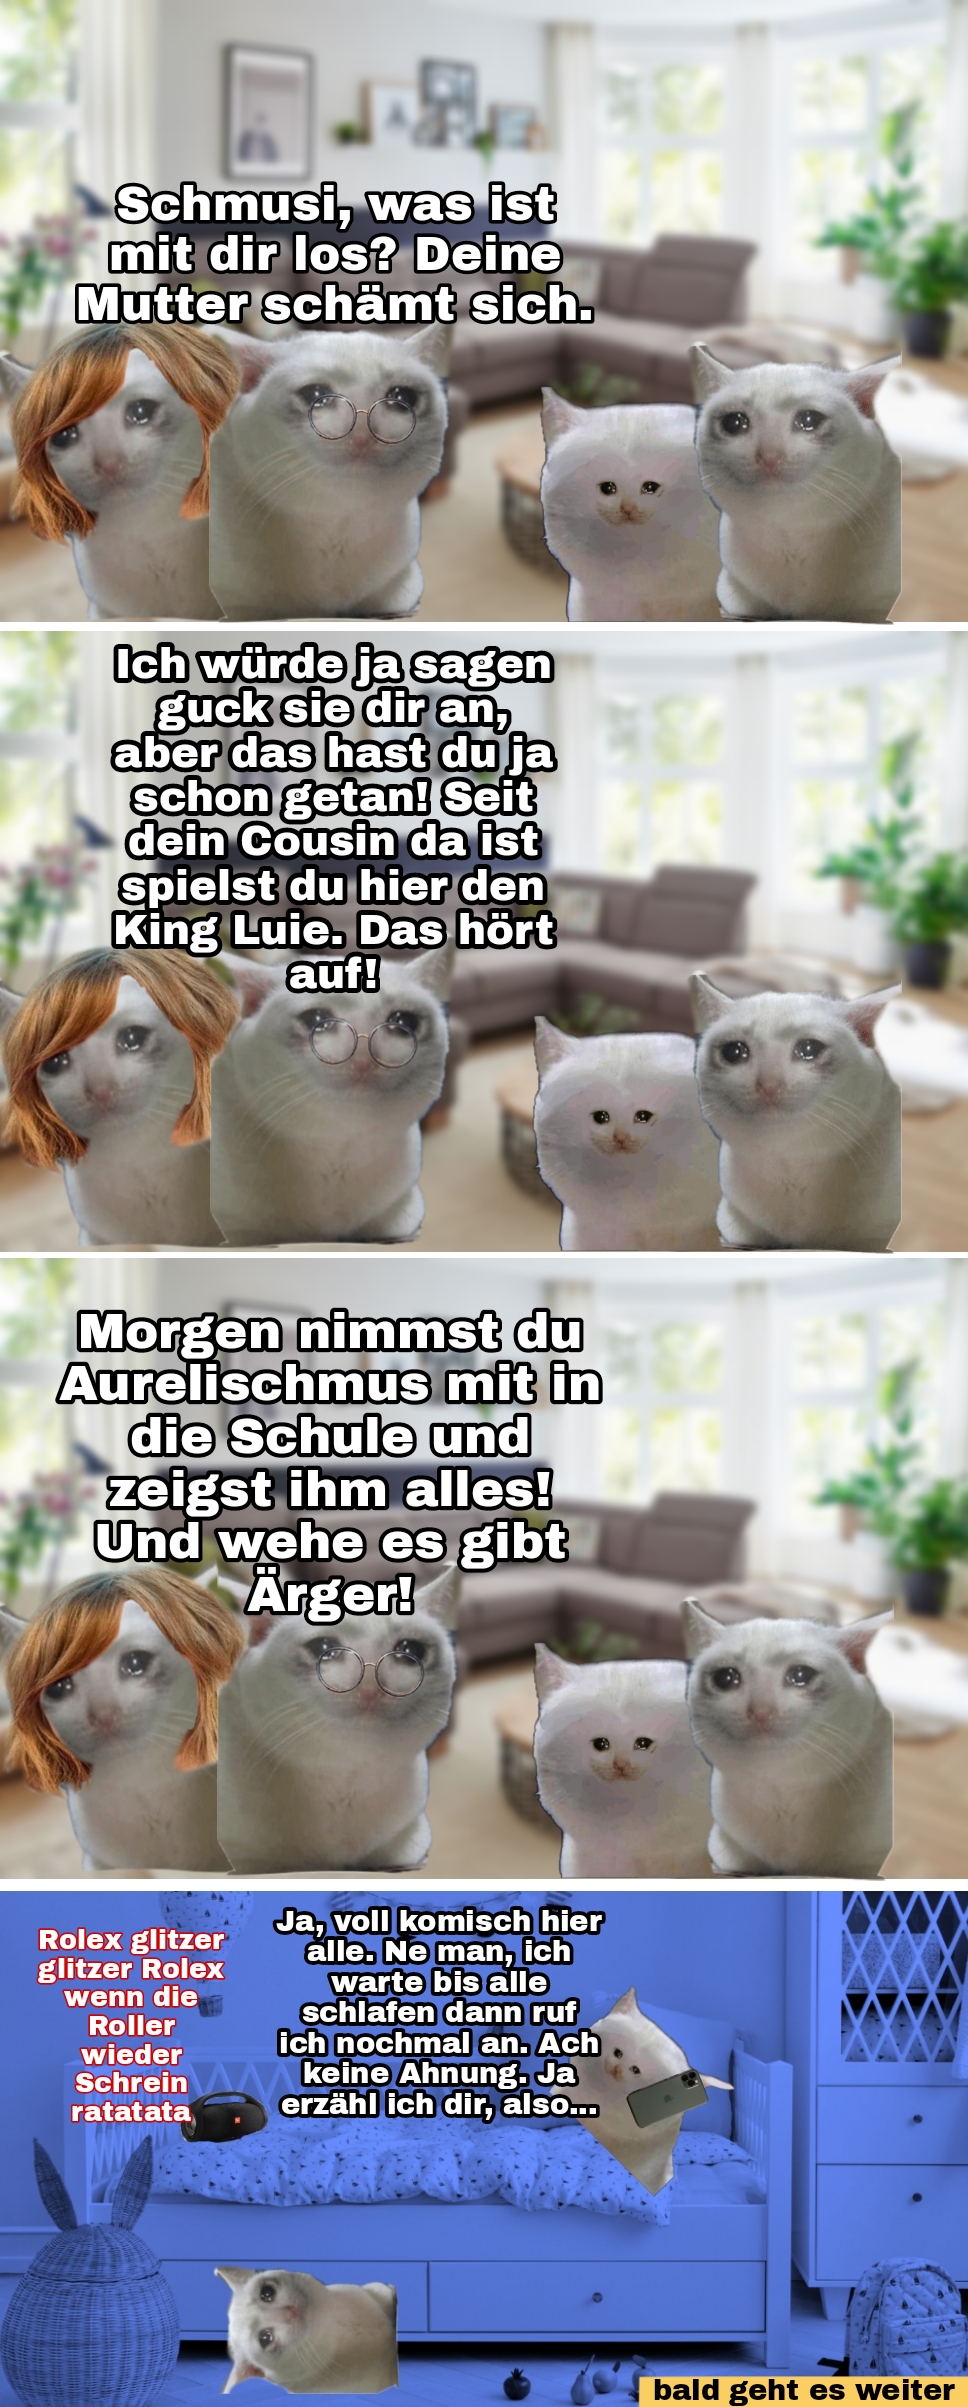 Schmusi, was ist
mit dir los? Deine
Mutter schämt sich.
Ich würde ja sagen
guck sie dir an,
aber das hast du ja
schon getan! Seit
dein Cousin da ist
spielst du hier den
King Luie. Das hört
auf!
Morgen nimmst du
Aurelischmus mit in
die Schule und
zeigst ihm alles!
Und wehe es gibt
Ärger!
Rolex glitzer
glitzer Rolex
wenn die
Roller
wieder
Schrein
ratatata
Ja, voll komisch hier
alle. Ne man, ich
warte bis alle
schlafen dann ruf
ich nochmal an. Ach
keine Ahnung. Ja
erzähl ich dir, also...
bald geht es weiter